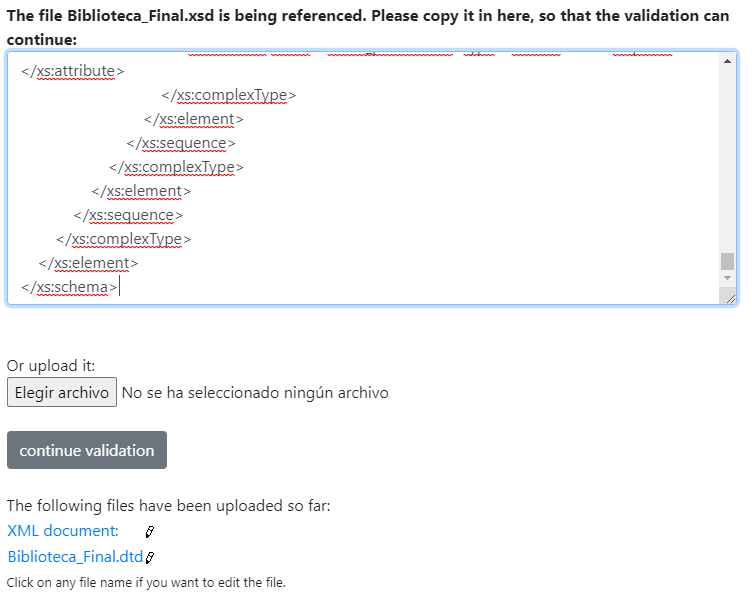 The file Biblioteca_Final.xsd is being referenced. Please copy it in here, so that the validation can
continue:
</xs:attribute>
</xs:complexType>
</xs:element>
</xs:sequence>
</xs:complexType>
</xs:element>
</xs:sequence>
</xs:complexType>
</xs:element>
</xs:schema>
Or upload it:
Elegir archivo No se ha seleccionado ningún archivo
continue validation
The following files have been uploaded so far:
XML document:
Biblioteca_Final.dtd
Click on any file name if you want to edit the file.